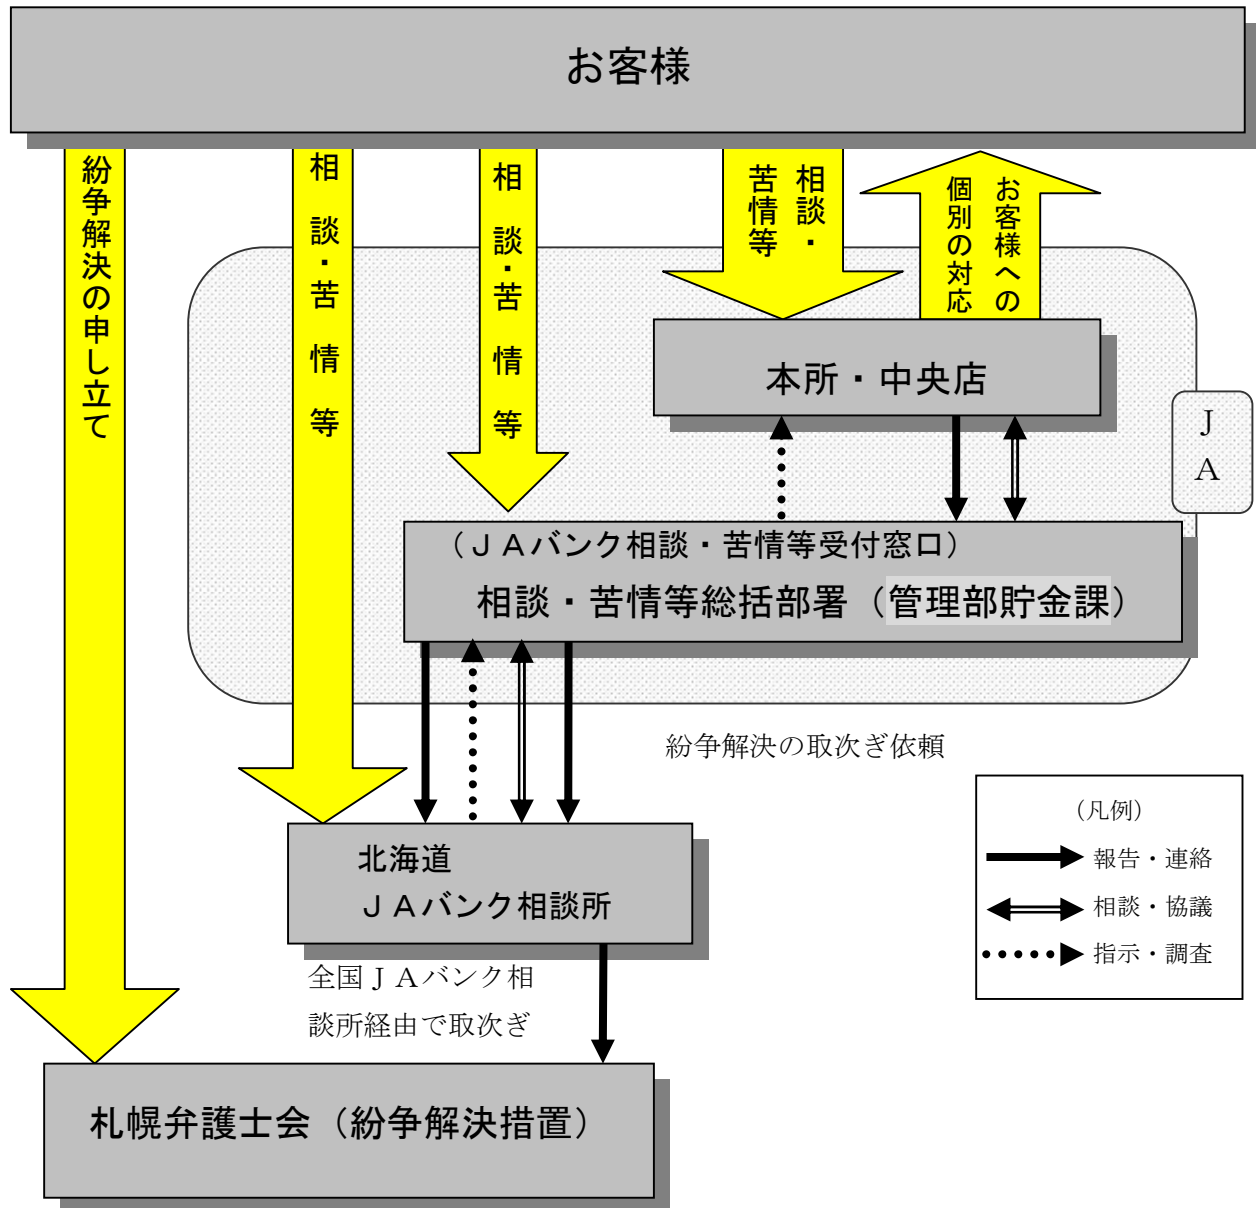 お客様
紛争解決の申し立て
相談・苦情等
相談・苦情等
相談・
苦情等
お客様への
個別の対応
本所・中央店
ＪＡ
（ＪＡバンク相談・苦情等受付窓口）
相談・苦情等総括部署（管理部貯金課）
紛争解決の取次ぎ依頼
北海道
ＪＡバンク相談所
（凡例）
報告・連絡
相談・協議
指示・調査
全国ＪＡバンク相
談所経由で取次ぎ
札幌弁護士会（紛争解決措置）